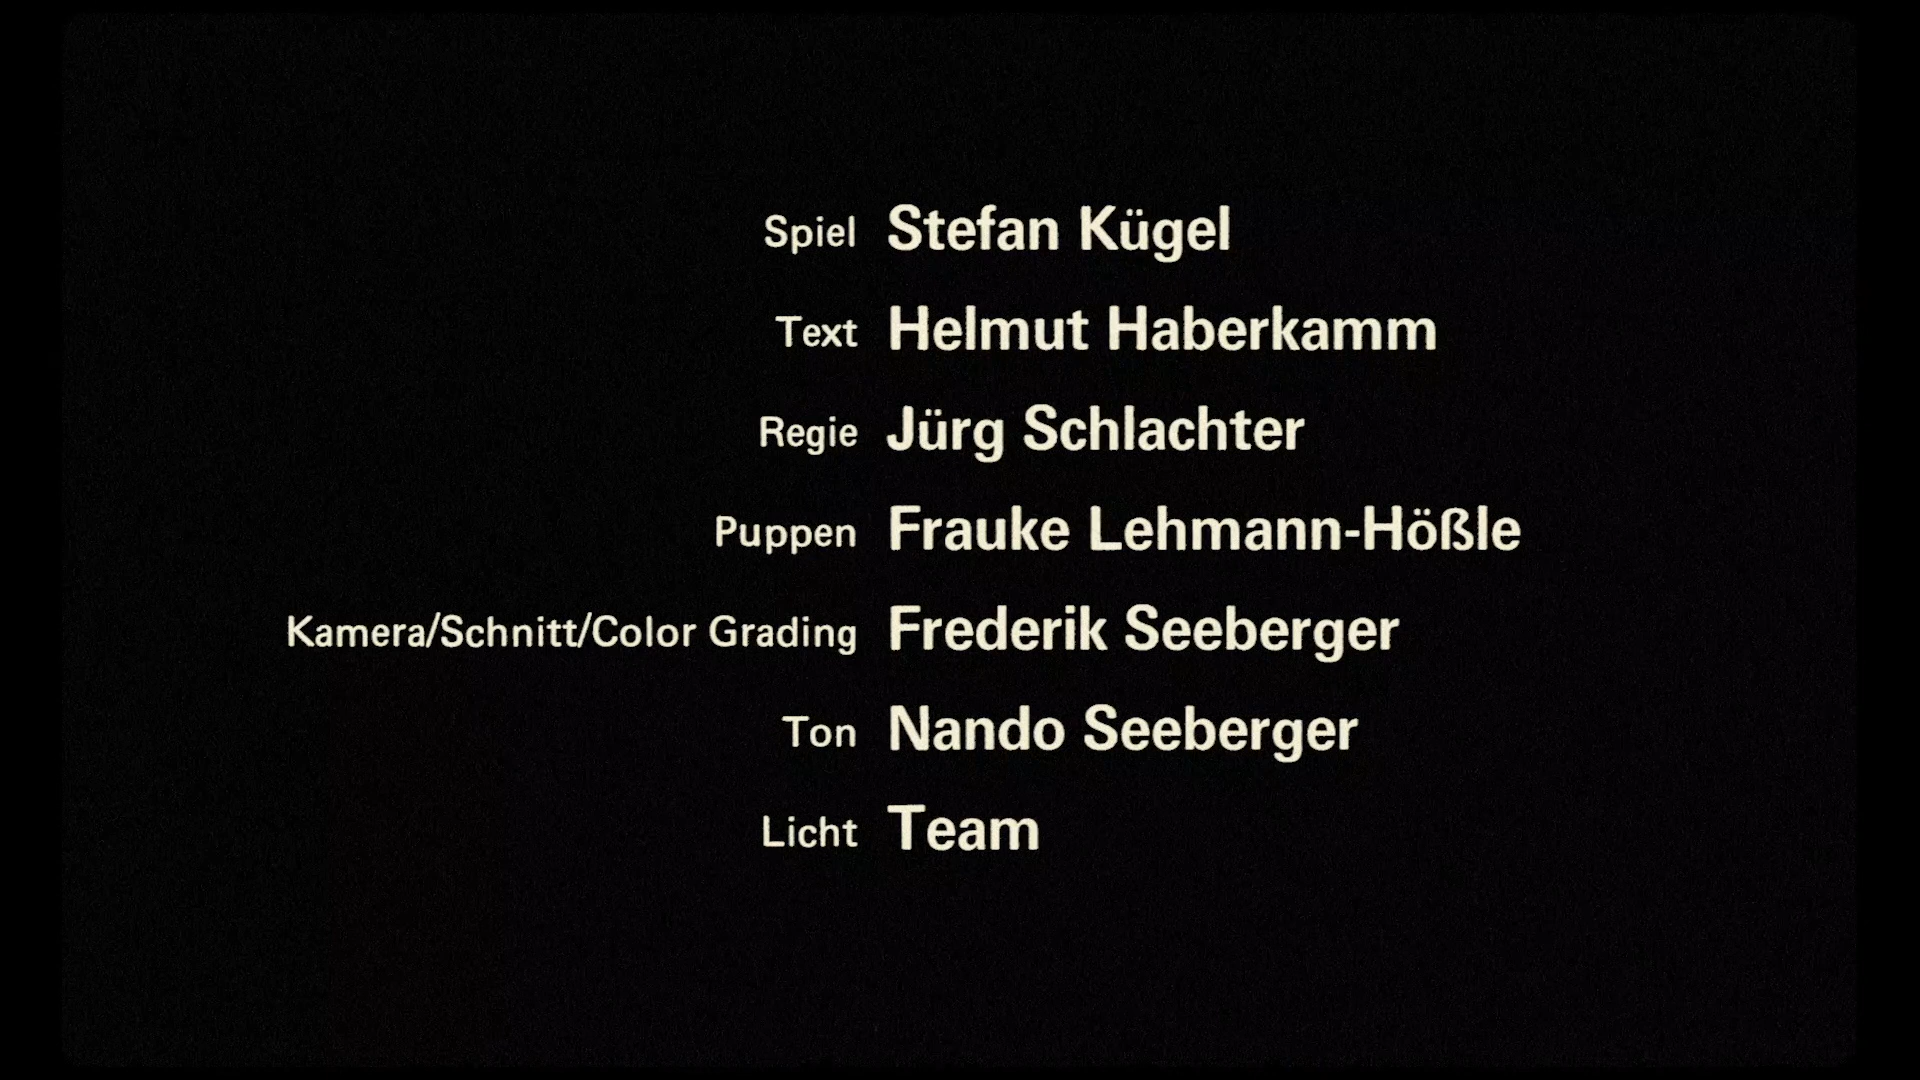 Spiel Stefan Kügel
Text Helmut Haberkamm
Regie Jürg Schlachter
Puppen Frauke Lehmann-Hößle
Kamera/Schnitt/Color Grading Frederik Seeberger
Ton Nando Seeberger
Licht Team